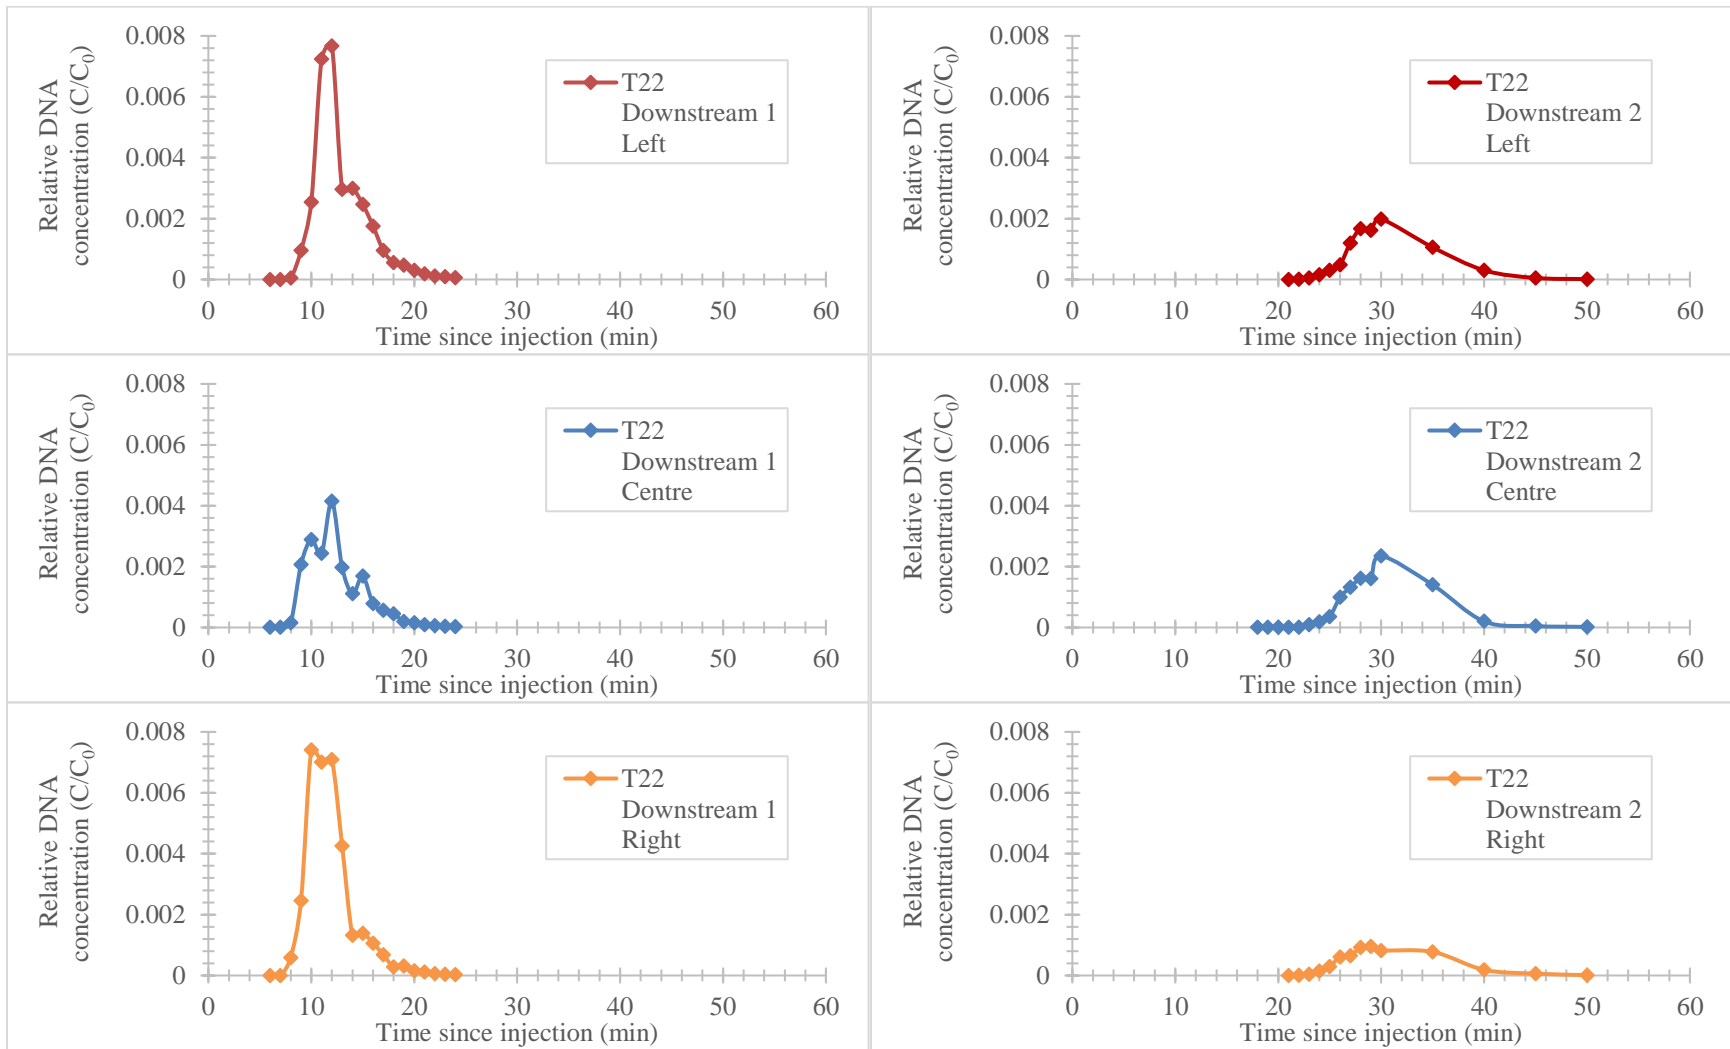 Relative DNA
concentration (C/C₀)
0.008
0.006
0.004
0.002
0
0 10 20 30 40 50 60
Time since injection (min)
T22
Downstream 1
Left
Relative DNA
concentration (C/C₀)
0.008
0.006
0.004
0.002
0
0 10 20 30 40 50 60
Time since injection (min)
T22
Downstream 2
Left
Relative DNA
concentration (C/C₀)
0.008
0.006
0.004
0.002
0
0 10 20 30 40 50 60
Time since injection (min)
T22
Downstream 1
Centre
Relative DNA
concentration (C/C₀)
0.008
0.006
0.004
0.002
0
0 10 20 30 40 50 60
Time since injection (min)
T22
Downstream 2
Centre
Relative DNA
concentration (C/C₀)
0.008
0.006
0.004
0.002
0
0 10 20 30 40 50 60
Time since injection (min)
T22
Downstream 1
Right
Relative DNA
concentration (C/C₀)
0.008
0.006
0.004
0.002
0
0 10 20 30 40 50 60
Time since injection (min)
T22
Downstream 2
Right